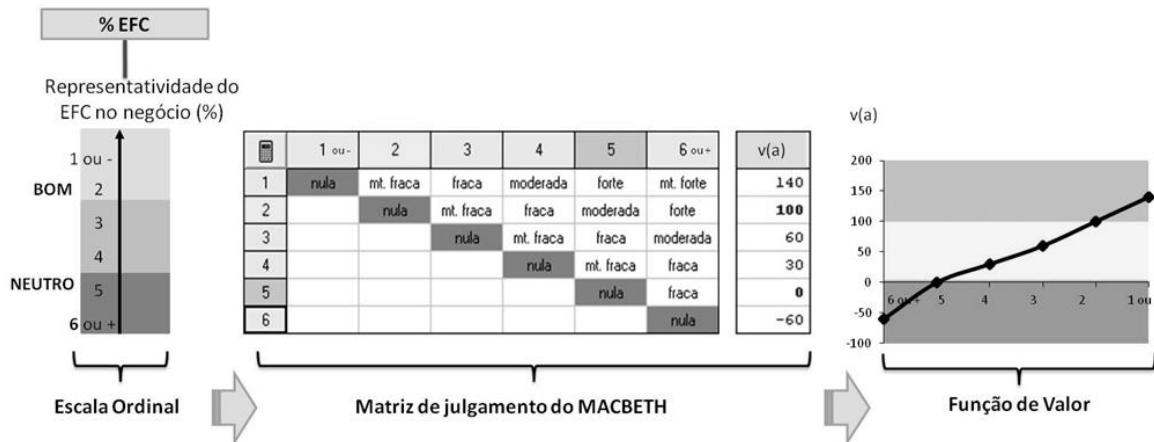 % EFC
Representatividade do
EFC no negócio (%)
1 ou -
BOM 2
3
4
NEUTRO 5
6 ou +
Escala Ordinal
1 ou - 2 3 4 5 6 ou + v(a)
1 nula mt. fraca fraca moderada forte mt. forte 140
2 nula mt. fraca fraca moderada forte 100
3 nula mt. fraca fraca moderada 60
4 nula mt. fraca fraca 30
5 nula fraca 0
6 nula -60
Matriz de julgamento do MACBETH
v(a)
200
150
100
50
0
6 ou + 5 4 3 2 1 ou
-50
-100
Função de Valor